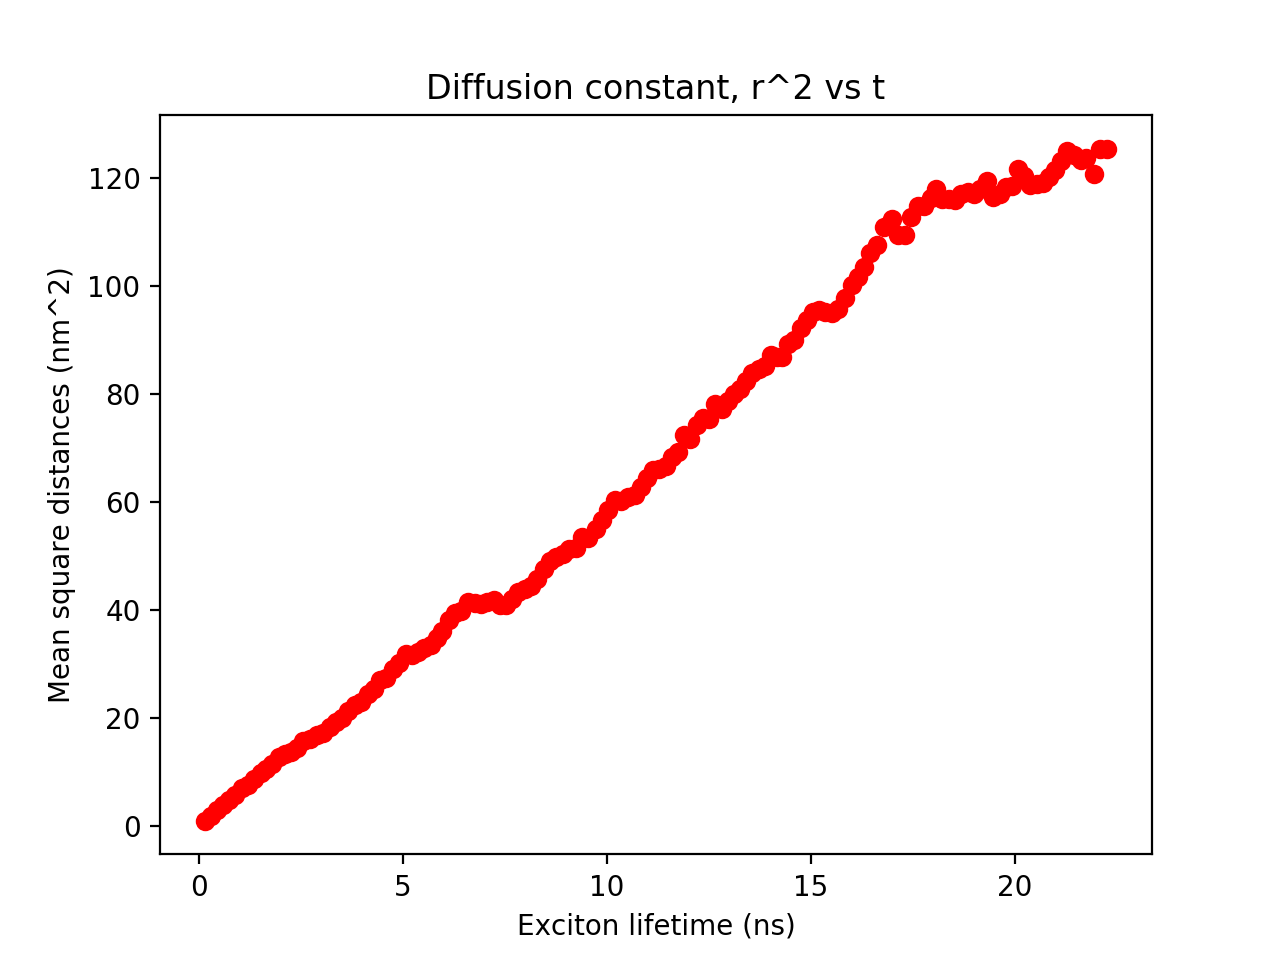 Diffusion constant, r^2 vs t
Mean square distances (nm^2)
120
100
80
60
40
20
0
0 5 10 15 20
Exciton lifetime (ns)